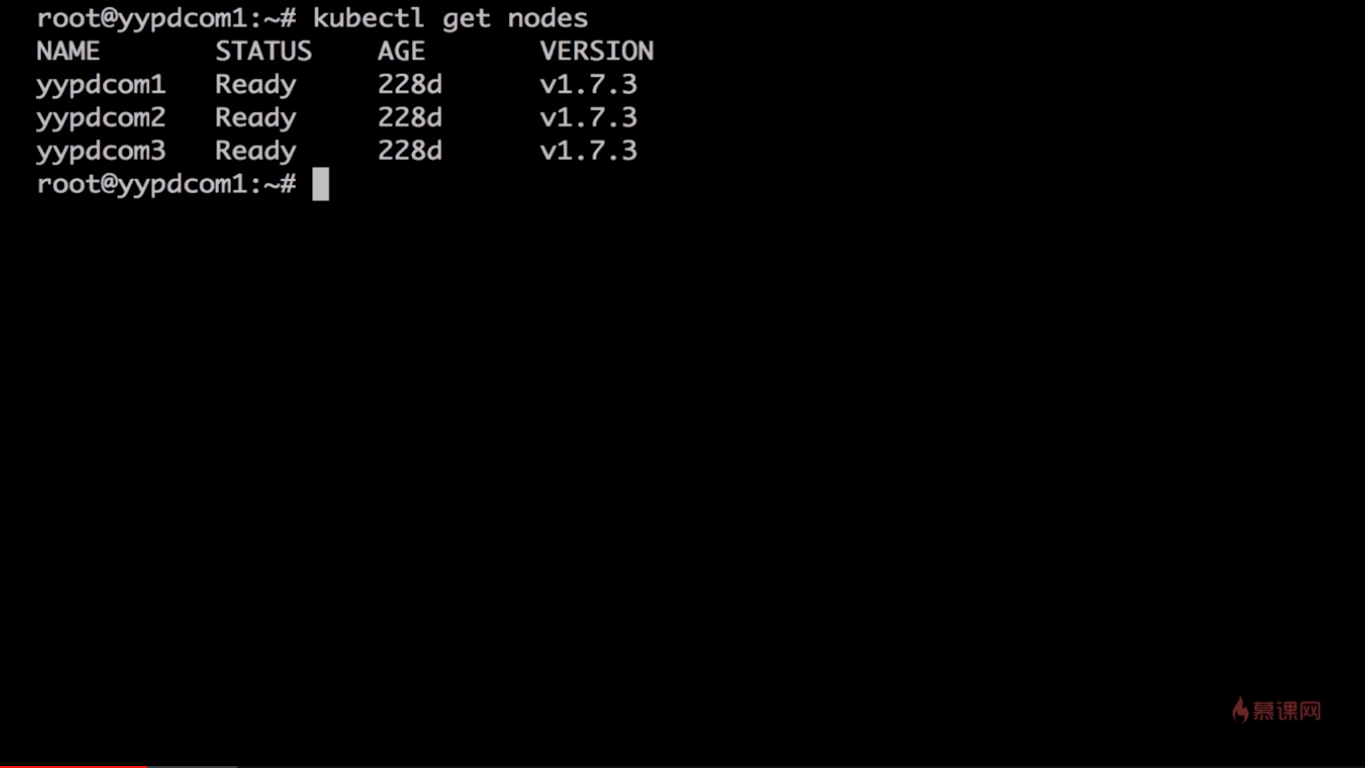 root@yypdcom1:~# kubectl get nodes
NAME STATUS AGE VERSION
yypdcom1 Ready 228d v1.7.3
yypdcom2 Ready 228d v1.7.3
yypdcom3 Ready 228d v1.7.3
root@yypdcom1:~#
慕课网